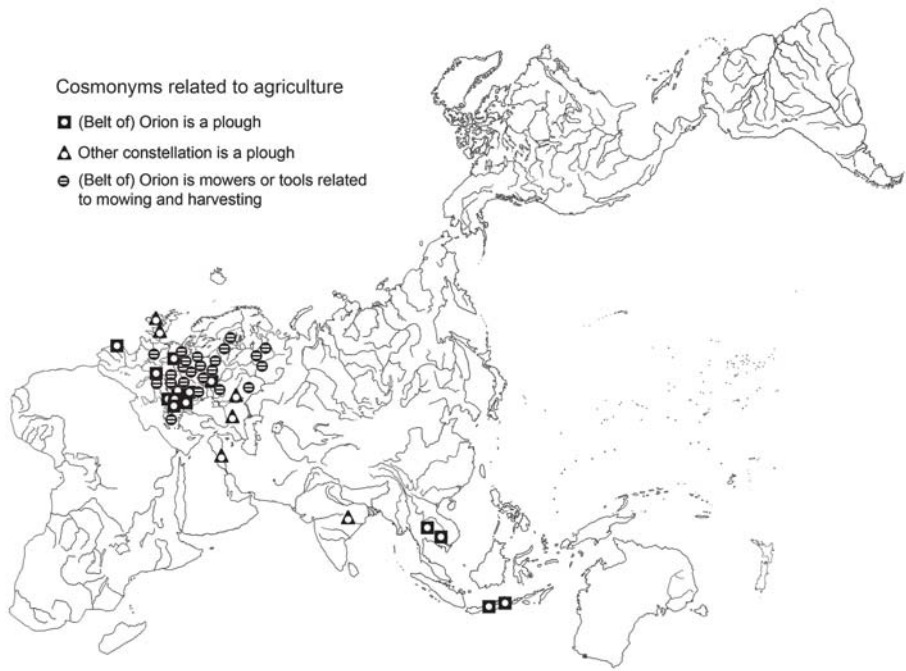 Cosmonyms related to agriculture
(Belt of) Orion is a plough
Other constellation is a plough
(Belt of) Orion is mowers or tools related
to mowing and harvesting